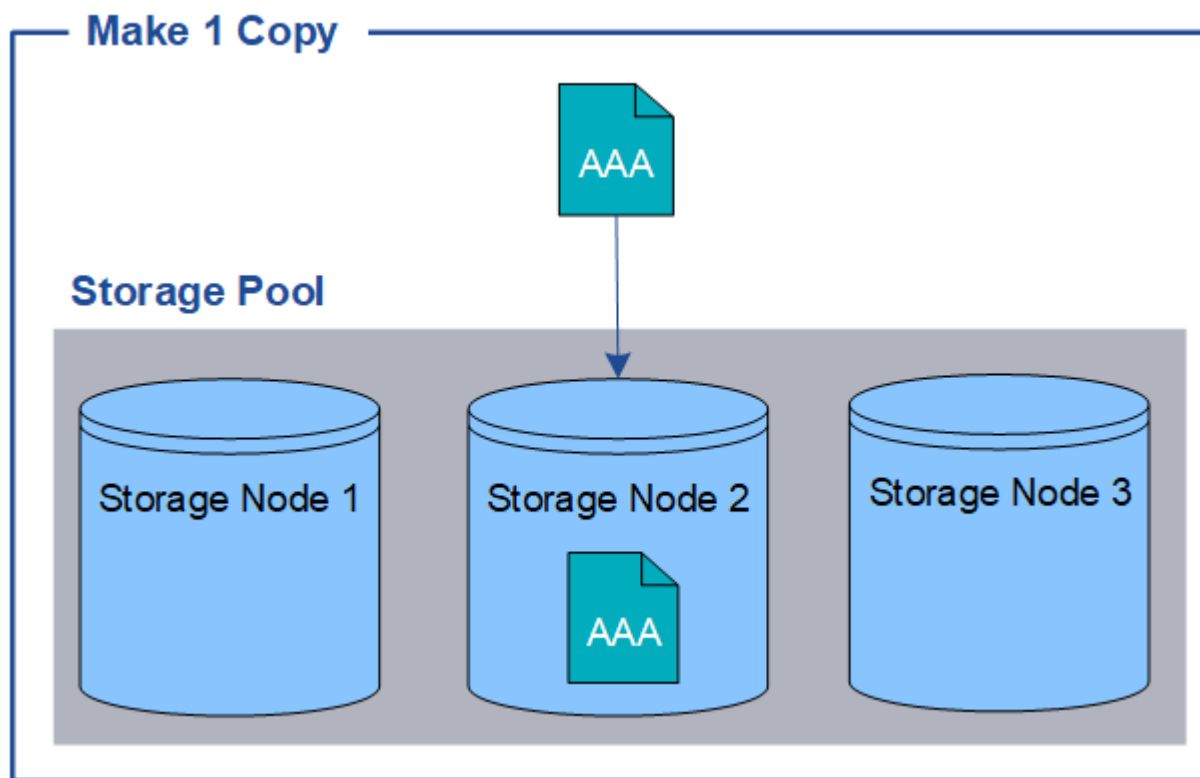 Make 1 Copy
AAA
Storage Pool
Storage Node 1
Storage Node 2
Storage Node 3
AAA